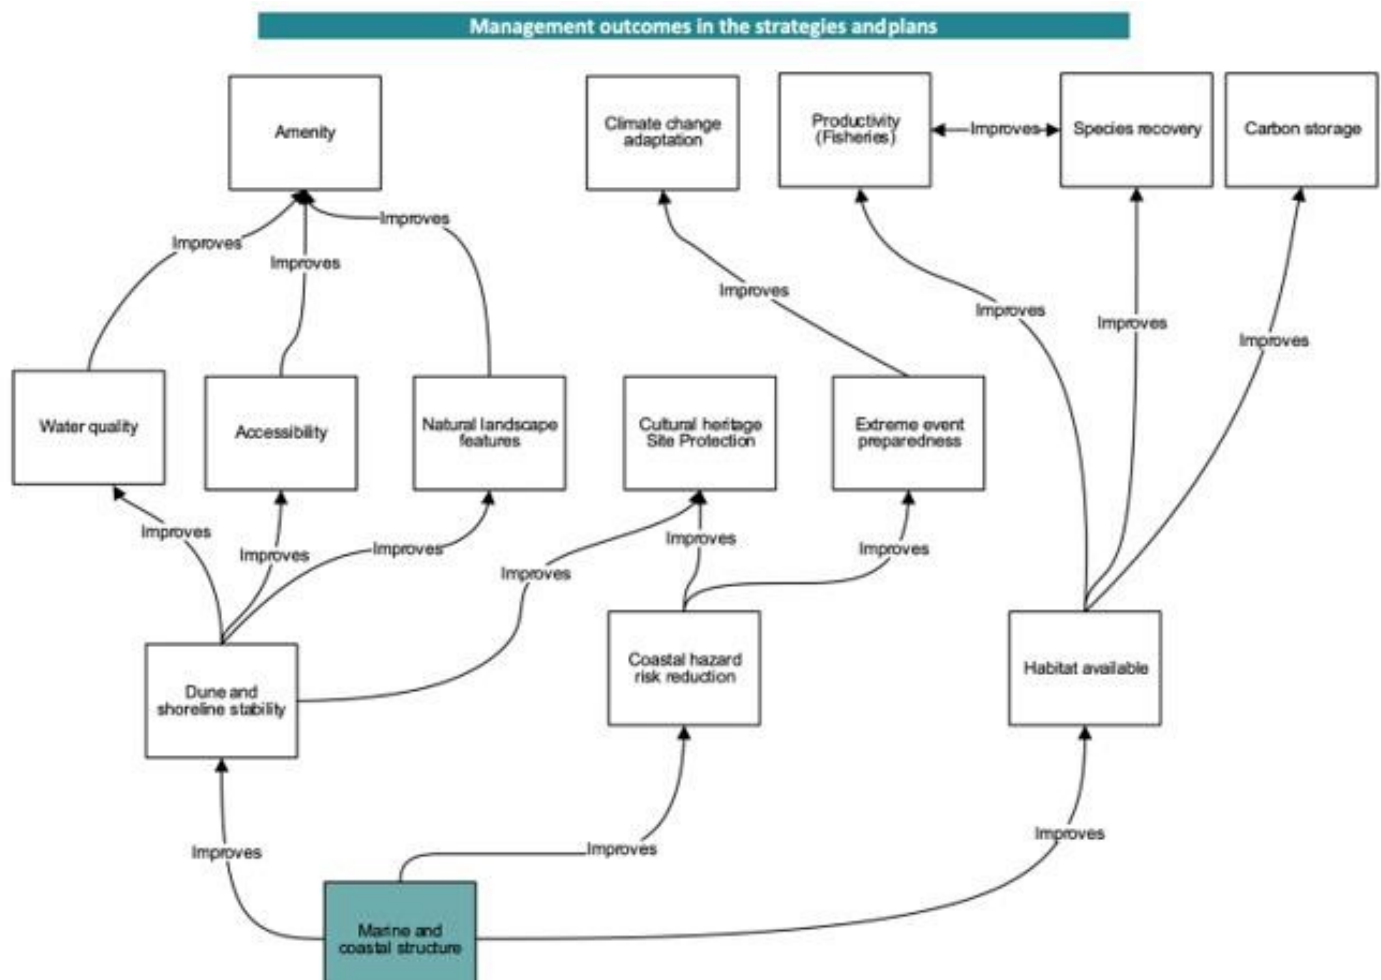 Management outcomes in the strategies andplans
Amenity
Climate change
adaptation
Productivity
(Fisheries)
Improves
Species recovery
Carbon storage
Improves
Improves
Improves
Improves
Improves
Improves
Improves
Water quality
Accessibility
Natural landscape
features
Cultural heritage
Site Protection
Extreme event
preparedness
Improves
Improves
Improves
Improves
Improves
Improves
Dune and
shoreline stability
Coastal hazard
risk reduction
Habitat available
Improves
Improves
Improves
Marine and
coastal structure